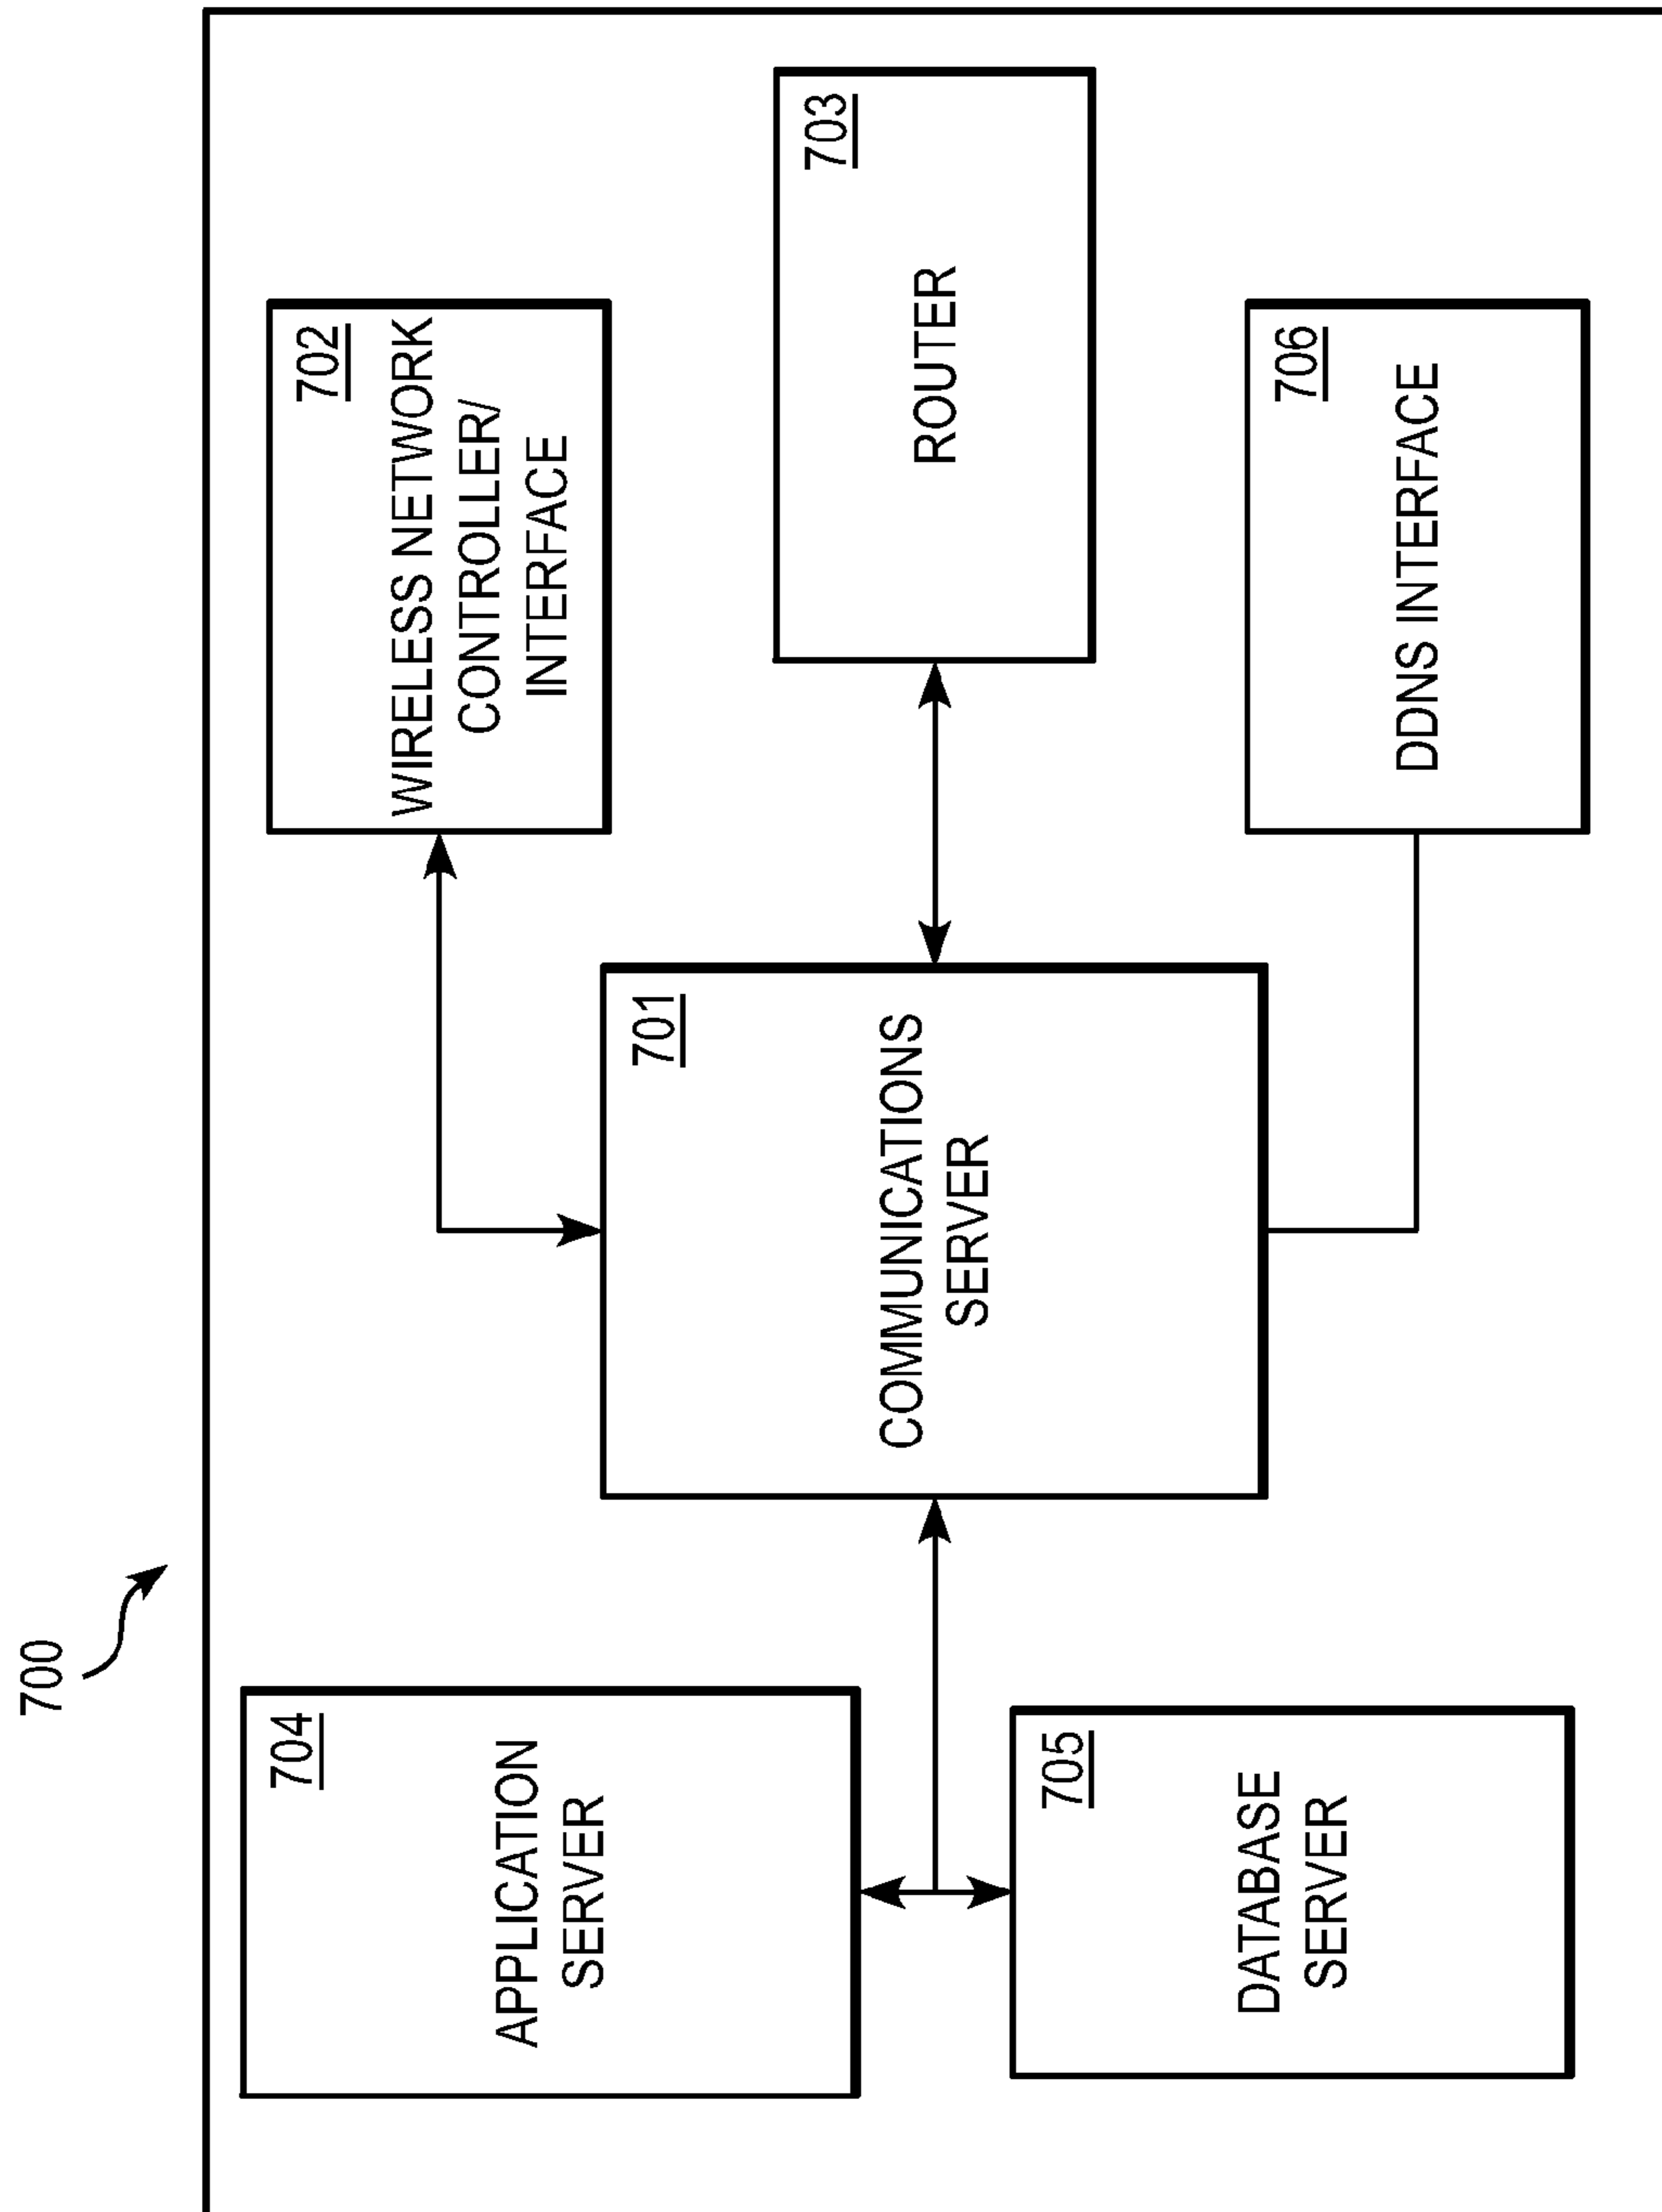 700
704
APPLICATION
SERVER
705
DATABASE
SERVER
701
COMMUNICATIONS
SERVER
702
WIRELESS NETWORK
CONTROLLER/
INTERFACE
703
ROUTER
706
DDNS INTERFACE